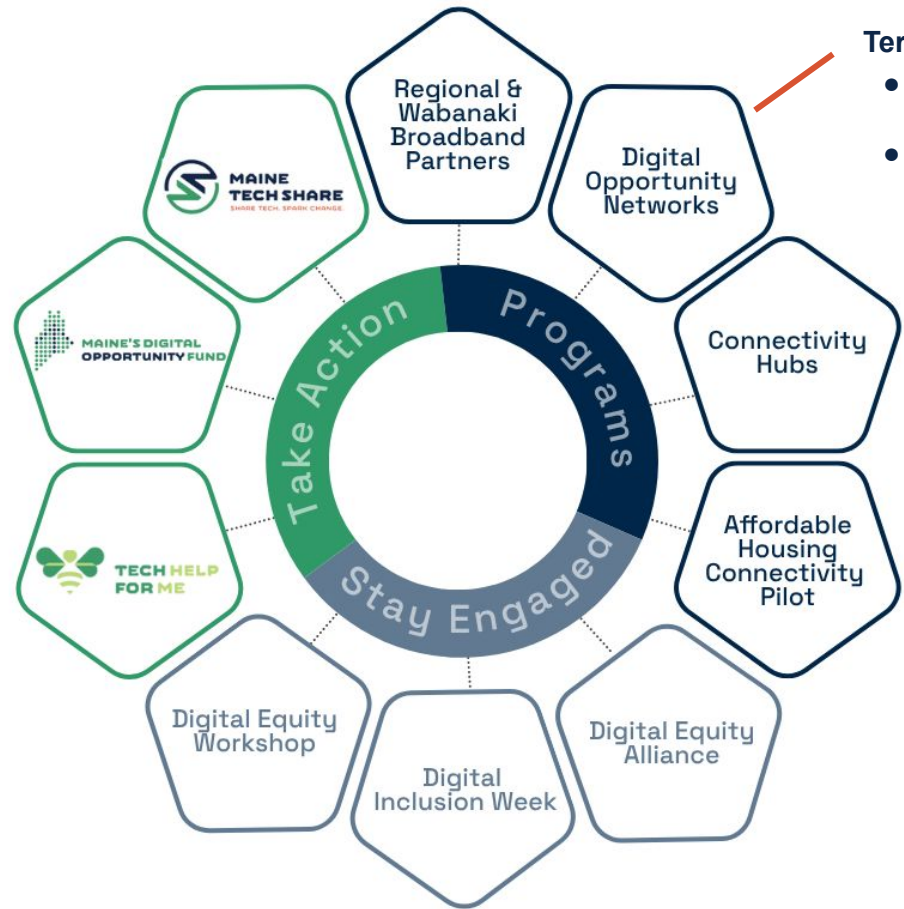 Ter
Regional &
Wabanaki
Broadband
Partners
Digital
Opportunity
Networks
Connectivity
Hubs
Affordable
Housing
Connectivity
Pilot
Digital Equity
Alliance
Digital
Inclusion Week
Digital Equity
Workshop
TECH HELP
FOR ME
MAINE'S DIGITAL
OPPORTUNITY FUND
MAINE
TECH SHARE
SHARE TECH. SPARK CHANGE.
Take Action
Programs
Stay Engaged